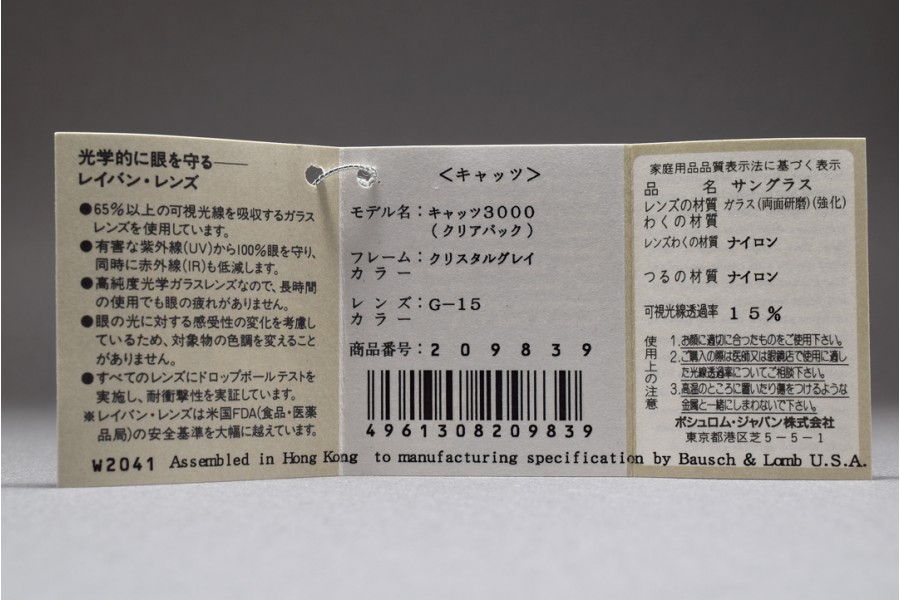 光学的に眼を守る——
レイバン・レンズ
●65%以上の可視光線を吸収するガラス
レンズを使用しています。
●有害な紫外線(UV)から100%眼を守り、
同時に赤外線(IR)も低減します。
●高純度光学ガラスレンズなので、長時間
の使用でも眼の疲れがありません。
●眼の光に対する感受性の変化を考慮し
ているため、対象物の色調を変えること
がありません。
●すべてのレンズにドロップボールテストを
実施し、耐衝撃性を実証しています。
※レイバン・レンズは米国FDA(食品・医薬
品局)の安全基準を大幅に越えています。
<キャッツ>
モデル名:キャッツ3000
(クリアバック)
フレーム:クリスタルグレイ
カラー
レンズ:G-15
カラー
商品番号:209839
4961308209839
家庭用品品質表示法に基づく表示
品名 サングラス
レンズの材質 ガラス(両面研磨)(強化)
わくの材質
レンズわくの材質 ナイロン
つるの材質 ナイロン
可視光線透過率 15%
使用上の注意
1.お顔に適切に合ったものをご使用下さい。
2.ご購入の際は医師又は眼鏡店で使用に適し
た光線透過率についてご相談下さい。
3.高温のところに置いたり傷をつけるような
金属と一緒にしまわないで下さい。
ボシュロム・ジャパン株式会社
東京都港区芝5-5-1
W2041 Assembled in Hong Kong to manufacturing specification by Bausch & Lomb U.S.A.